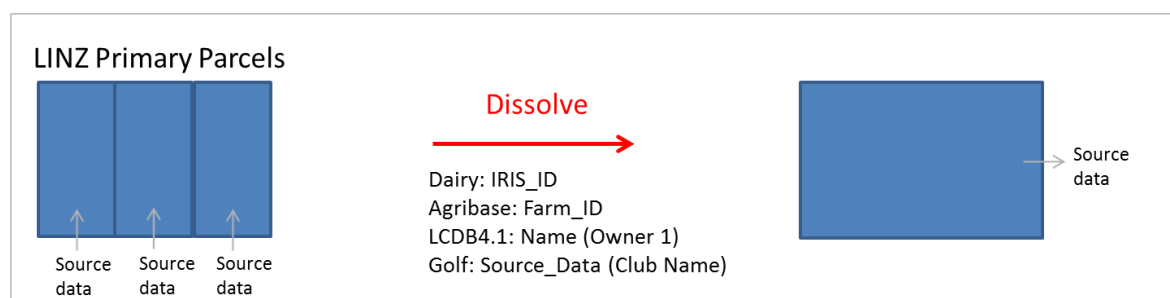 LINZ Primary Parcels
Source
data
Source
data
Source
data
Dissolve
Dairy: IRIS_ID
Agribase: Farm_ID
LCDB4.1: Name (Owner 1)
Golf: Source_Data (Club Name)
Source
data